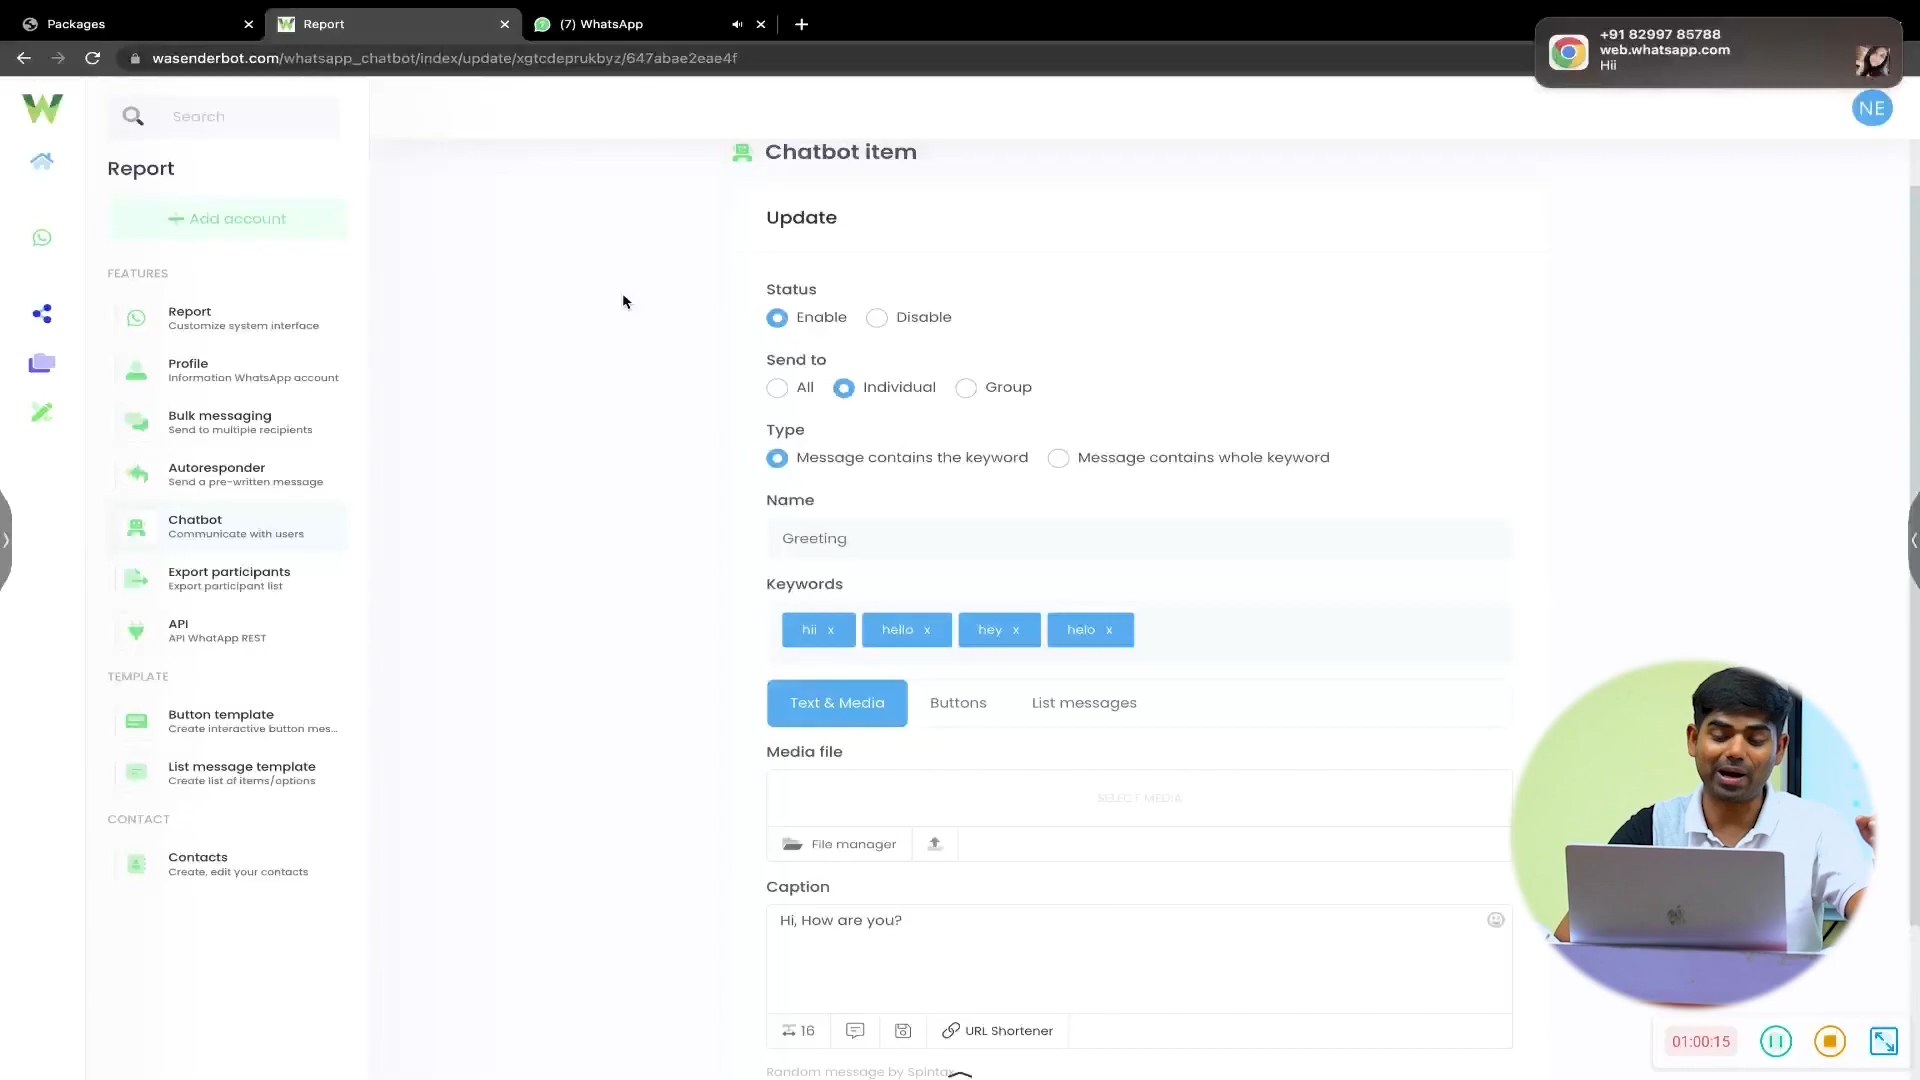 Packages
Report
(7) WhatsApp
wasenderbot.com/whatsapp_chatbot/index/update/xgtcdeprukbyz/647abae2eae4f
+91 82997 85788
web.whatsapp.com
Hii
NE
Search
Report
Add account
FEATURES
Report
Customize system interface
Profile
Information WhatsApp account
Bulk messaging
Send to multiple recipients
Autoresponder
Send a pre-written message
Chatbot
Communicate with users
Export participants
Export participant list
API
API WhatApp REST
TEMPLATE
Button template
Create interactive button mes...
List message template
Create list of items/options
CONTACT
Contacts
Create, edit your contacts
Chatbot item
Update
Status
Enable Disable
Send to
All Individual Group
Type
Message contains the keyword Message contains whole keyword
Name
Greeting
Keywords
hii x hello x hey x helo x
Text & Media Buttons List messages
Media file
SELECT MEDIA
File manager
Caption
Hi, How are you?
16 URL Shortener
Random message by Spintax
01:00:15